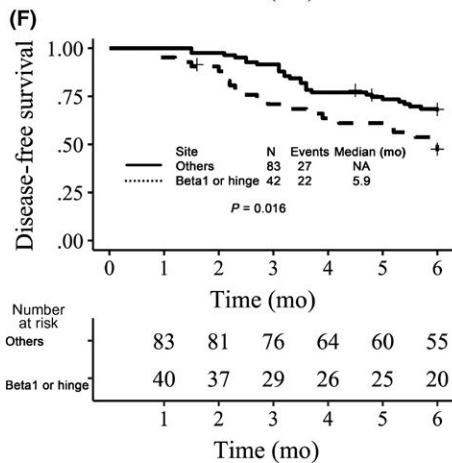 (F)
Disease-free survival
1.00
0.75
0.50
.25
.00
Site N Events Median (mo)
Others 83 27 NA
Beta1 or hinge 42 22 5.9
P = 0.016
0 1 2 3 4 5 6
Time (mo)
Number
at risk
Others 83 81 76 64 60 55
Beta1 or hinge 40 37 29 26 25 20
1 2 3 4 5 6
Time (mo)